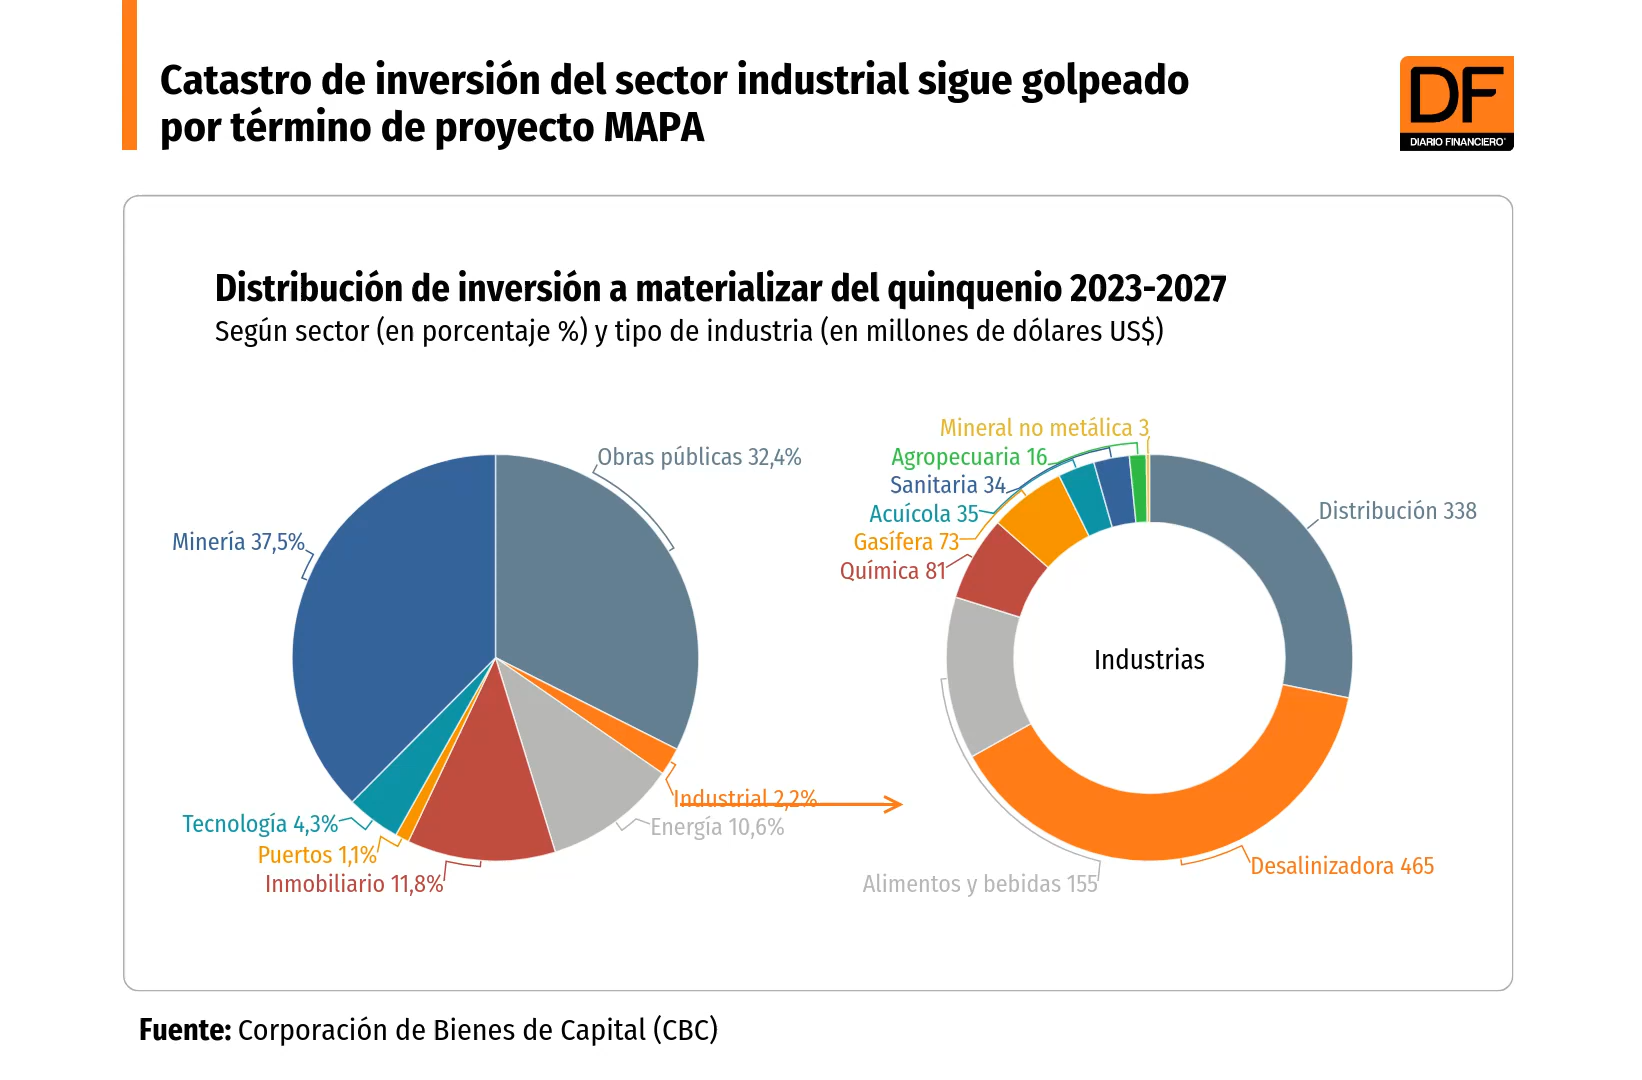 Catastro de inversión del sector industrial sigue golpeado
por término de proyecto MAPA
DF
DIARIO FINANCIERO
Distribución de inversión a materializar del quinquenio 2023-2027
Según sector (en porcentaje %) y tipo de industria (en millones de dólares US$)
Obras públicas 32,4%
Minería 37,5%
Industrial 2,2%
Energía 10,6%
Tecnología 4,3%
Puertos 1,1%
Inmobiliario 11,8%
Mineral no metálica 3
Agropecuaria 16
Sanitaria 34
Acuícola 35
Gasífera 73
Química 81
Distribución 338
Industrias
Desalinizadora 465
Alimentos y bebidas 155
Fuente: Corporación de Bienes de Capital (CBC)